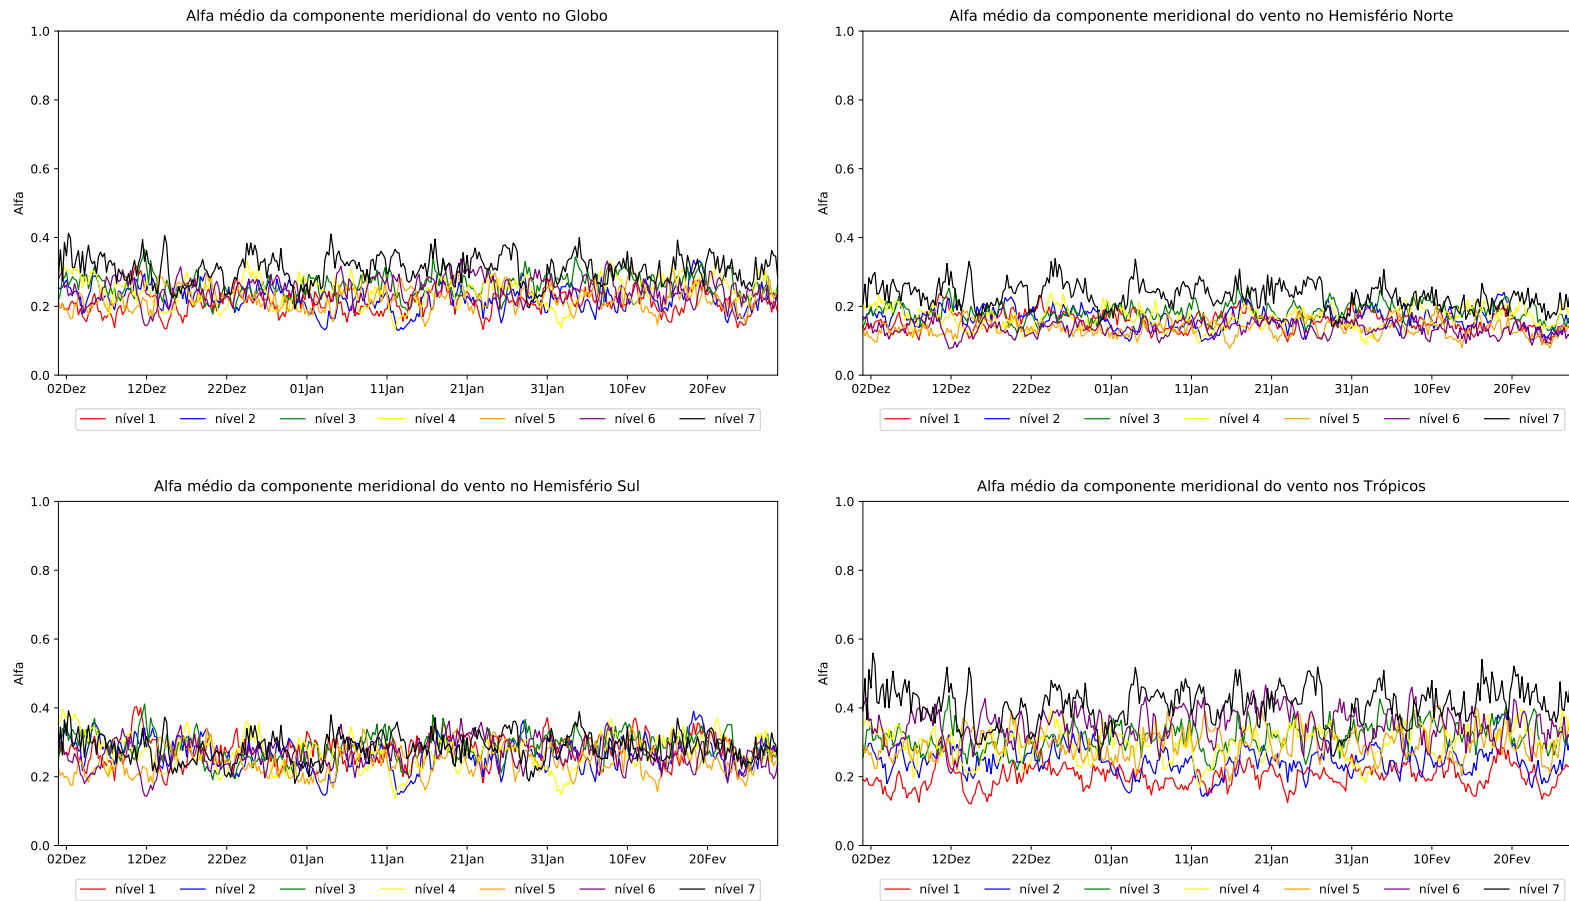 Alfa médio da componente meridional do vento no Globo
1.0
0.8
0.6
0.4
0.2
0.0
Alfa
02Dez 12Dez 22Dez 01Jan 11Jan 21Jan 31Jan 10Fev 20Fev
nível 1 nível 2 nível 3 nível 4 nível 5 nível 6 nível 7
Alfa médio da componente meridional do vento no Hemisfério Norte
1.0
0.8
0.6
0.4
0.2
0.0
Alfa
02Dez 12Dez 22Dez 01Jan 11Jan 21Jan 31Jan 10Fev 20Fev
nível 1 nível 2 nível 3 nível 4 nível 5 nível 6 nível 7
Alfa médio da componente meridional do vento no Hemisfério Sul
1.0
0.8
0.6
0.4
0.2
0.0
Alfa
02Dez 12Dez 22Dez 01Jan 11Jan 21Jan 31Jan 10Fev 20Fev
nível 1 nível 2 nível 3 nível 4 nível 5 nível 6 nível 7
Alfa médio da componente meridional do vento nos Trópicos
1.0
0.8
0.6
0.4
0.2
0.0
Alfa
02Dez 12Dez 22Dez 01Jan 11Jan 21Jan 31Jan 10Fev 20Fev
nível 1 nível 2 nível 3 nível 4 nível 5 nível 6 nível 7